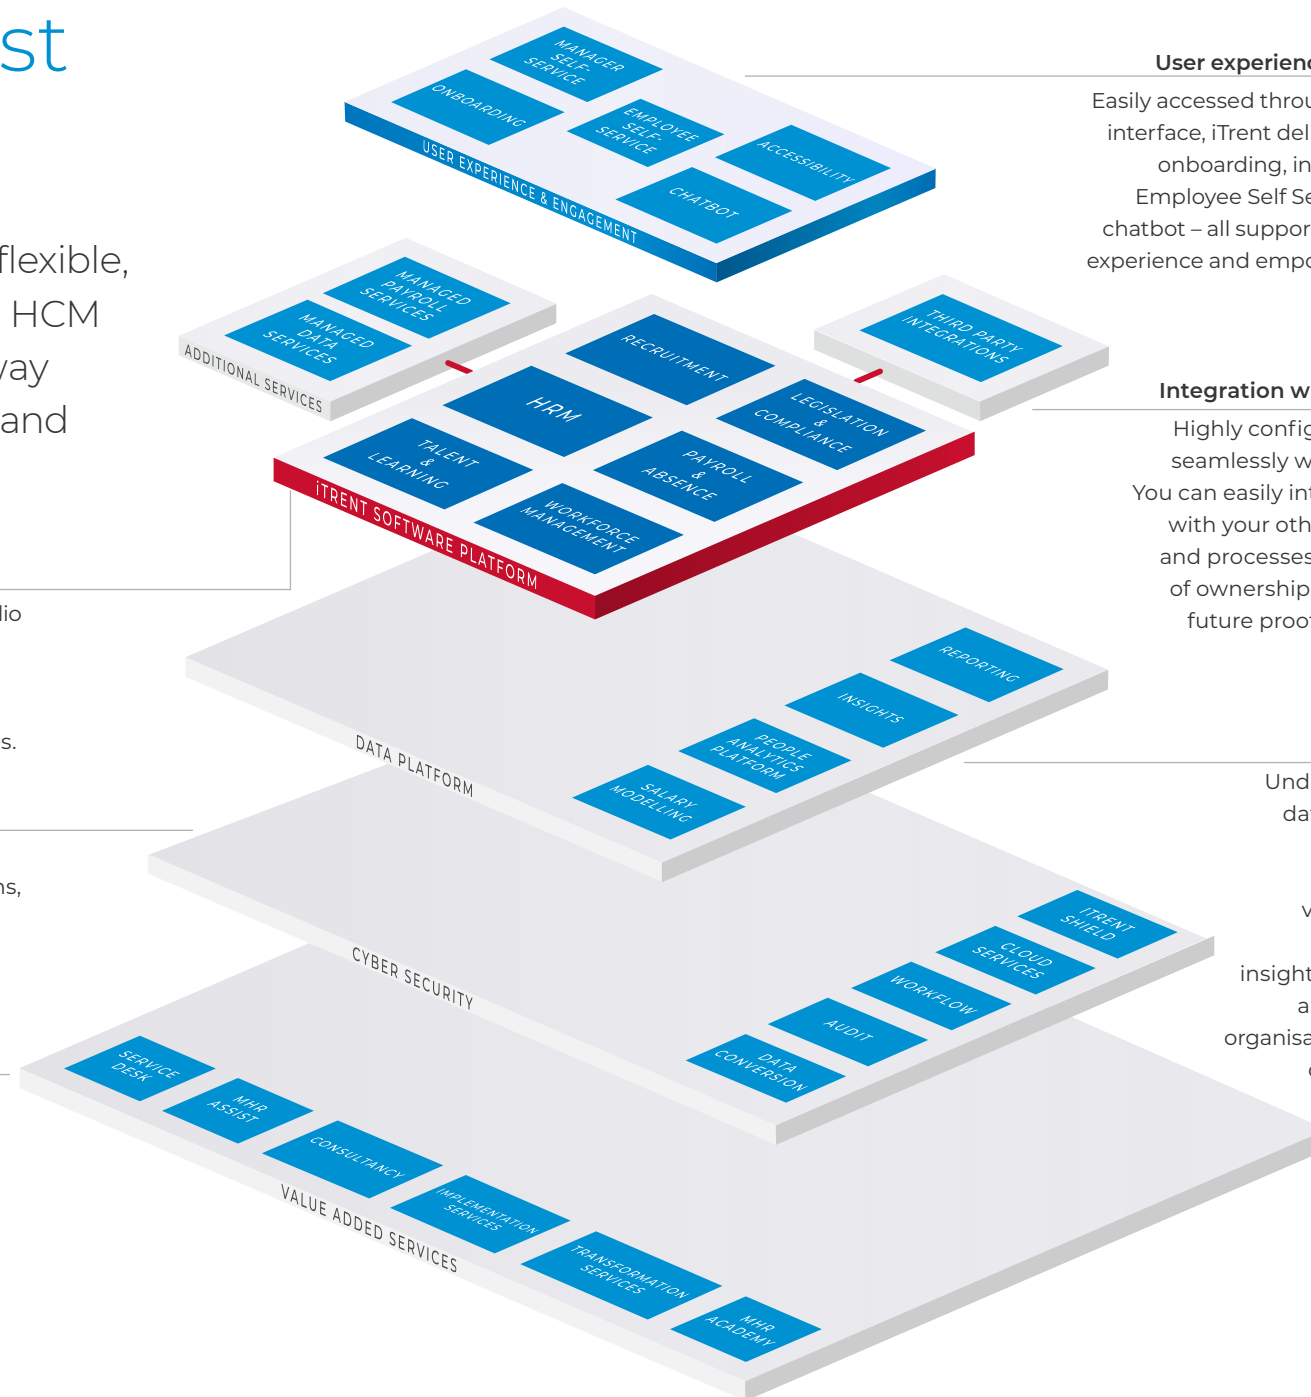 st
flexible,
HCM
way
and
dio
s.
ns,
MANAGER
SELF-
SERVICE
ONBOARDING
EMPLOYEE
SELF-
SERVICE
ACCESSIBILITY
CHATBOT
USER EXPERIENCE & ENGAGEMENT
MANAGED
PAYROLL
SERVICES
MANAGED
DATA
SERVICES
ADDITIONAL SERVICES
THIRD PARTY
INTEGRATIONS
RECRUITMENT
HRM
LEGISLATION
&
COMPLIANCE
TALENT
&
LEARNING
PAYROLL
&
ABSENCE
WORKFORCE
MANAGEMENT
iTRENT SOFTWARE PLATFORM
REPORTING
INSIGHTS
PEOPLE
ANALYTICS
PLATFORM
SALARY
MODELLING
DATA PLATFORM
ITRENT
SHIELD
CLOUD
SERVICES
WORKFLOW
AUDIT
DATA
CONVERSION
CYBER SECURITY
SERVICE
DESK
MHR
ASSIST
CONSULTANCY
IMPLEMENTATION
SERVICES
TRANSFORMATION
SERVICES
MHR
ACADEMY
VALUE ADDED SERVICES
User experienc
Easily accessed throu
interface, iTrent del
onboarding, in
Employee Self Se
chatbot – all suppor
experience and empo
Integration w
Highly config
seamlessly w
You can easily int
with your oth
and processes
of ownership
future proo
Und
da
v
insight
a
organisa